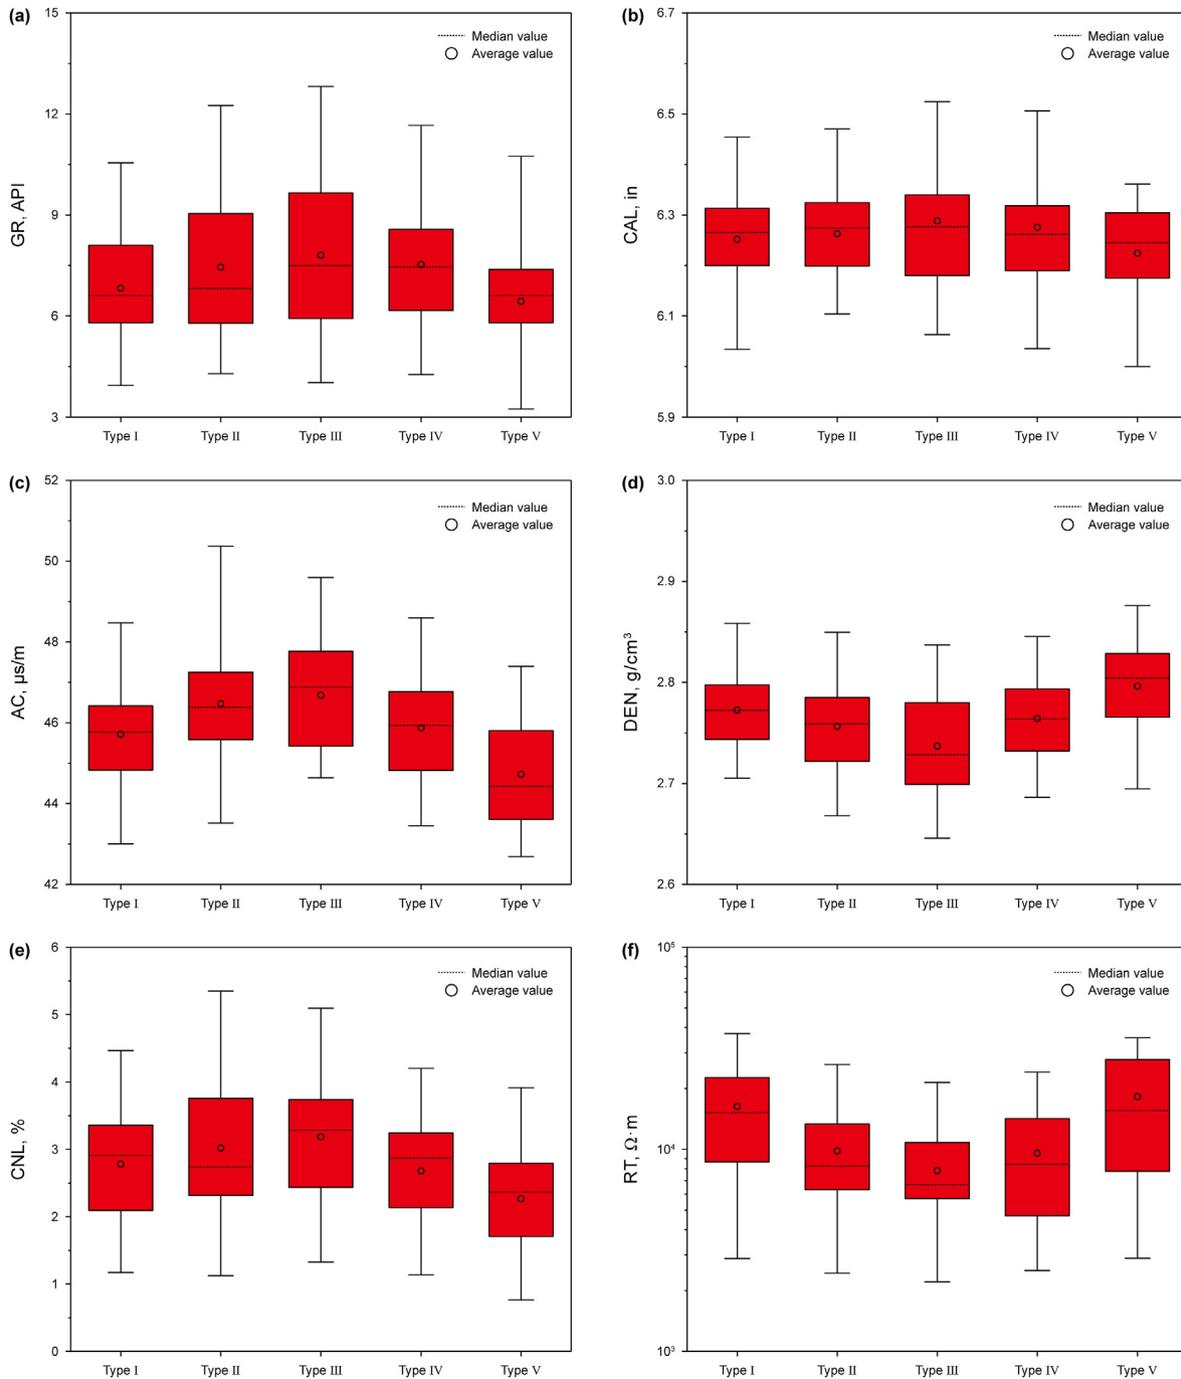 (a)
15
12
9
6
3
GR, API
Median value
Average value
Type I Type II Type III Type IV Type V
(b)
6.7
6.5
6.3
6.1
5.9
CAL, in
Median value
Average value
Type I Type II Type III Type IV Type V
(c)
52
50
48
46
44
42
AC, μs/m
Median value
Average value
Type I Type II Type III Type IV Type V
(d)
3.0
2.9
2.8
2.7
2.6
DEN, g/cm³
Median value
Average value
Type I Type II Type III Type IV Type V
(e)
6
5
4
3
2
1
0
CNL, %
Median value
Average value
Type I Type II Type III Type IV Type V
(f)
10⁵
10⁴
10³
RT, Ω·m
Median value
Average value
Type I Type II Type III Type IV Type V